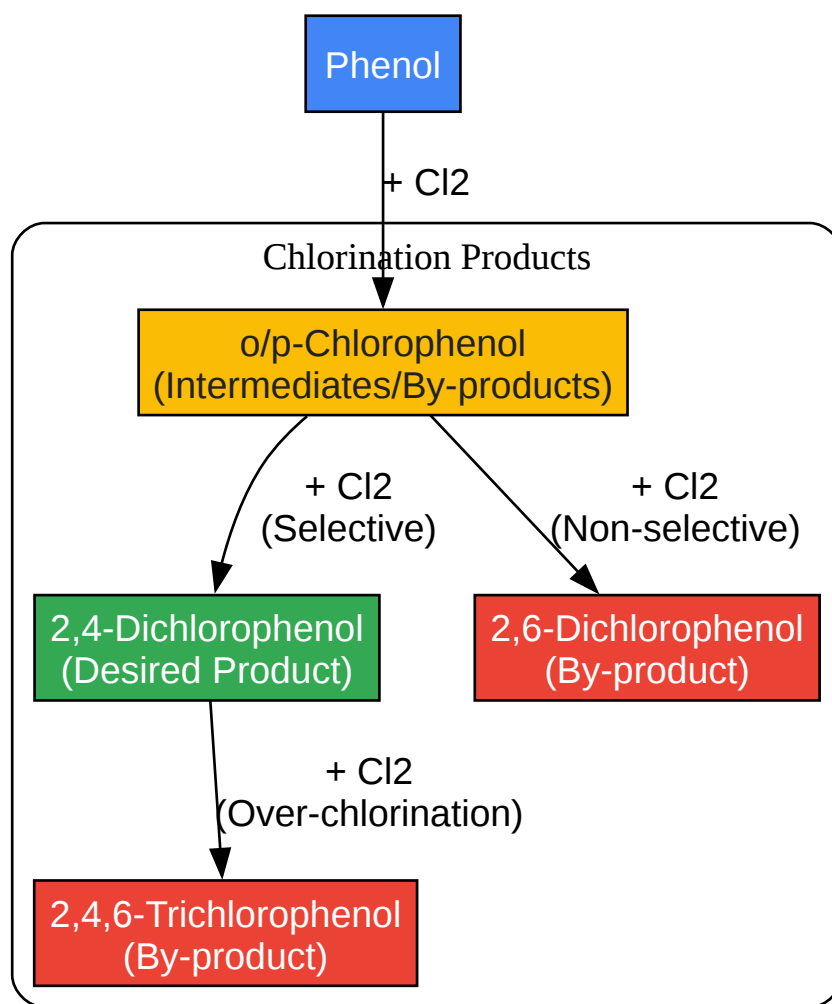 Phenol
+ Cl2
Chlorination Products
o/p-Chlorophenol
(Intermediates/By-products)
+ Cl2
(Selective)
+ Cl2
(Non-selective)
2,4-Dichlorophenol
(Desired Product)
2,6-Dichlorophenol
(By-product)
+ Cl2
(Over-chlorination)
2,4,6-Trichlorophenol
(By-product)